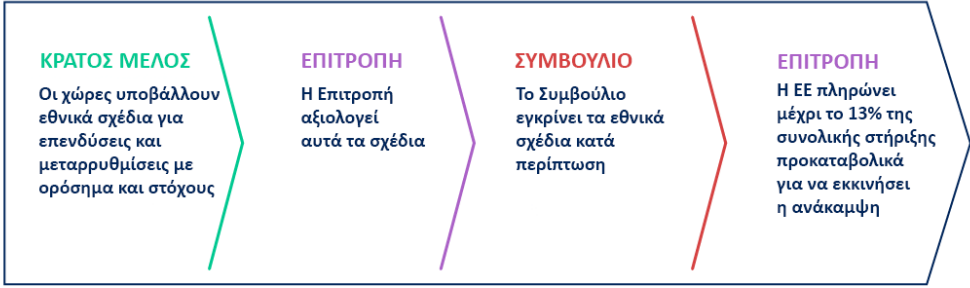 ΚΡΑΤΟΣ ΜΕΛΟΣ
Οι χώρες υποβάλλουν
εθνικά σχέδια για
επενδύσεις και
μεταρρυθμίσεις με
ορόσημα και στόχους
ΕΠΙΤΡΟΠΗ
Η Επιτροπή
αξιολογεί
αυτά τα σχέδια
ΣΥΜΒΟΥΛΙΟ
Το Συμβούλιο
εγκρίνει τα εθνικά
σχέδια κατά
περίπτωση
ΕΠΙΤΡΟΠΗ
Η ΕΕ πληρώνει
μέχρι το 13% της
συνολικής στήριξης
προκαταβολικά
για να εκκινήσει
η ανάκαμψη